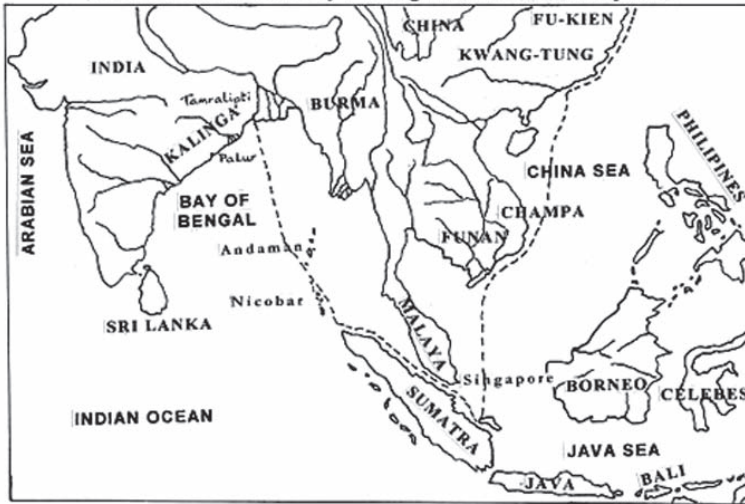 FU-KIEN
CHINA
KWANG-TUNG
INDIA
Tamralipti
BURMA
KALINGA
Palur
PHILIPINES
ARABIAN SEA
CHINA SEA
BAY OF
BENGAL
CHAMPA
FUNAN
Andaman
Nicobar
MALAYA
SRI LANKA
Singapore
BORNEO
CELEBES
SUMATRA
INDIAN OCEAN
JAVA SEA
BALI
JAVA